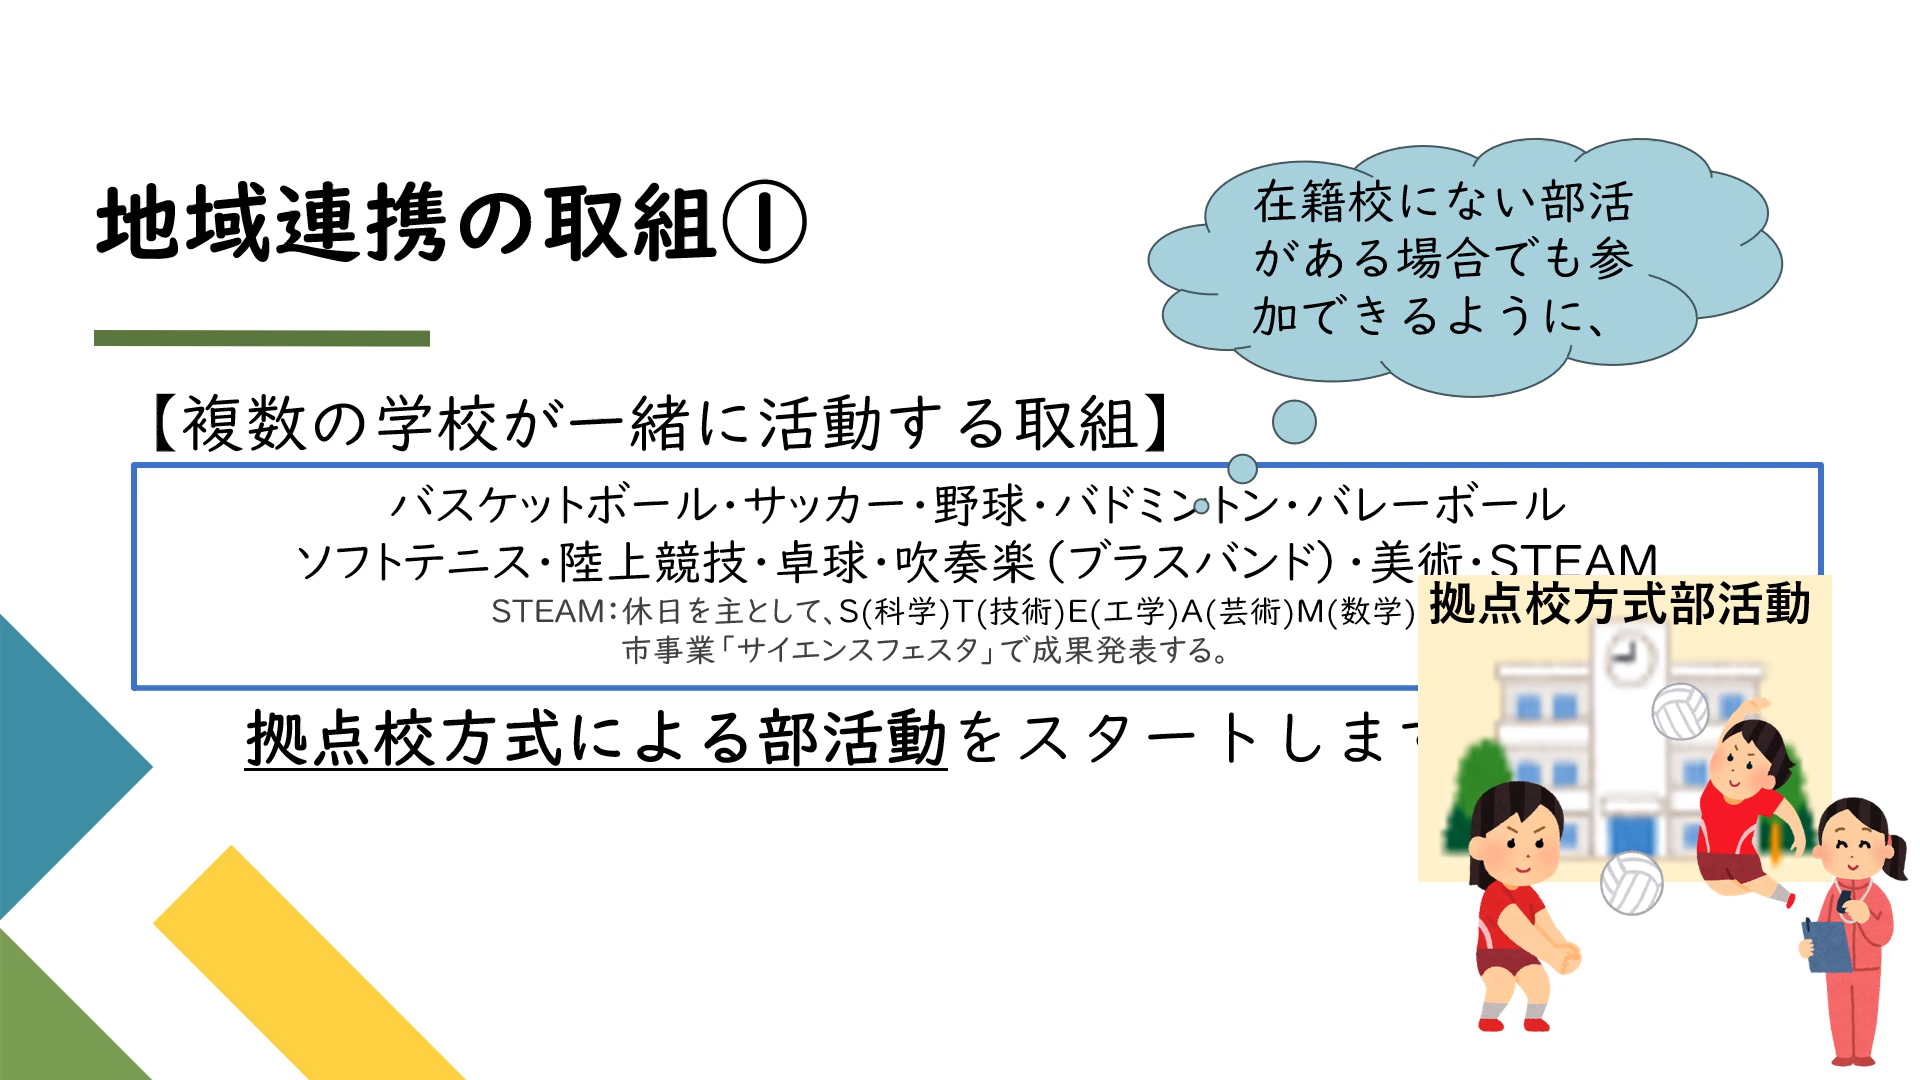 地域連携の取組①
在籍校にない部活
がある場合でも参
加できるように、
【複数の学校が一緒に活動する取組】
バスケットボール・サッカー・野球・バドミントン・バレーボール
ソフトテニス・陸上競技・卓球・吹奏楽（ブラスバンド）・美術・STEAM
STEAM：休日を主として、S(科学)T(技術)E(工学)A(芸術)M(数学)
市事業「サイエンスフェスタ」で成果発表する。
拠点校方式部活動
拠点校方式による部活動をスタートしま